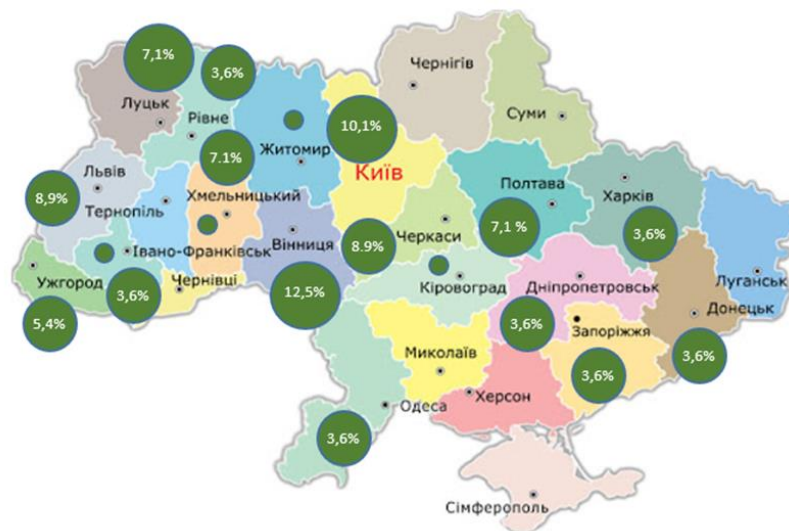 7,1%
3,6%
Чернігів
Луцьк
Рівне
Суми
10,1%
Житомир
7.1%
Київ
Львів
8,9%
Хмельницький
Тернопіль
Полтава
Харків
7,1 %
3,6%
Черкаси
Вінниця
8.9%
Івано-Франківськ
Ужгород
Чернівці
3,6%
12,5%
Кіровоград
Дніпропетровськ
Луганськ
Донецьк
5,4%
3,6%
Запоріжжя
Миколаїв
3,6%
3,6%
Херсон
Одеса
3,6%
Сімферополь